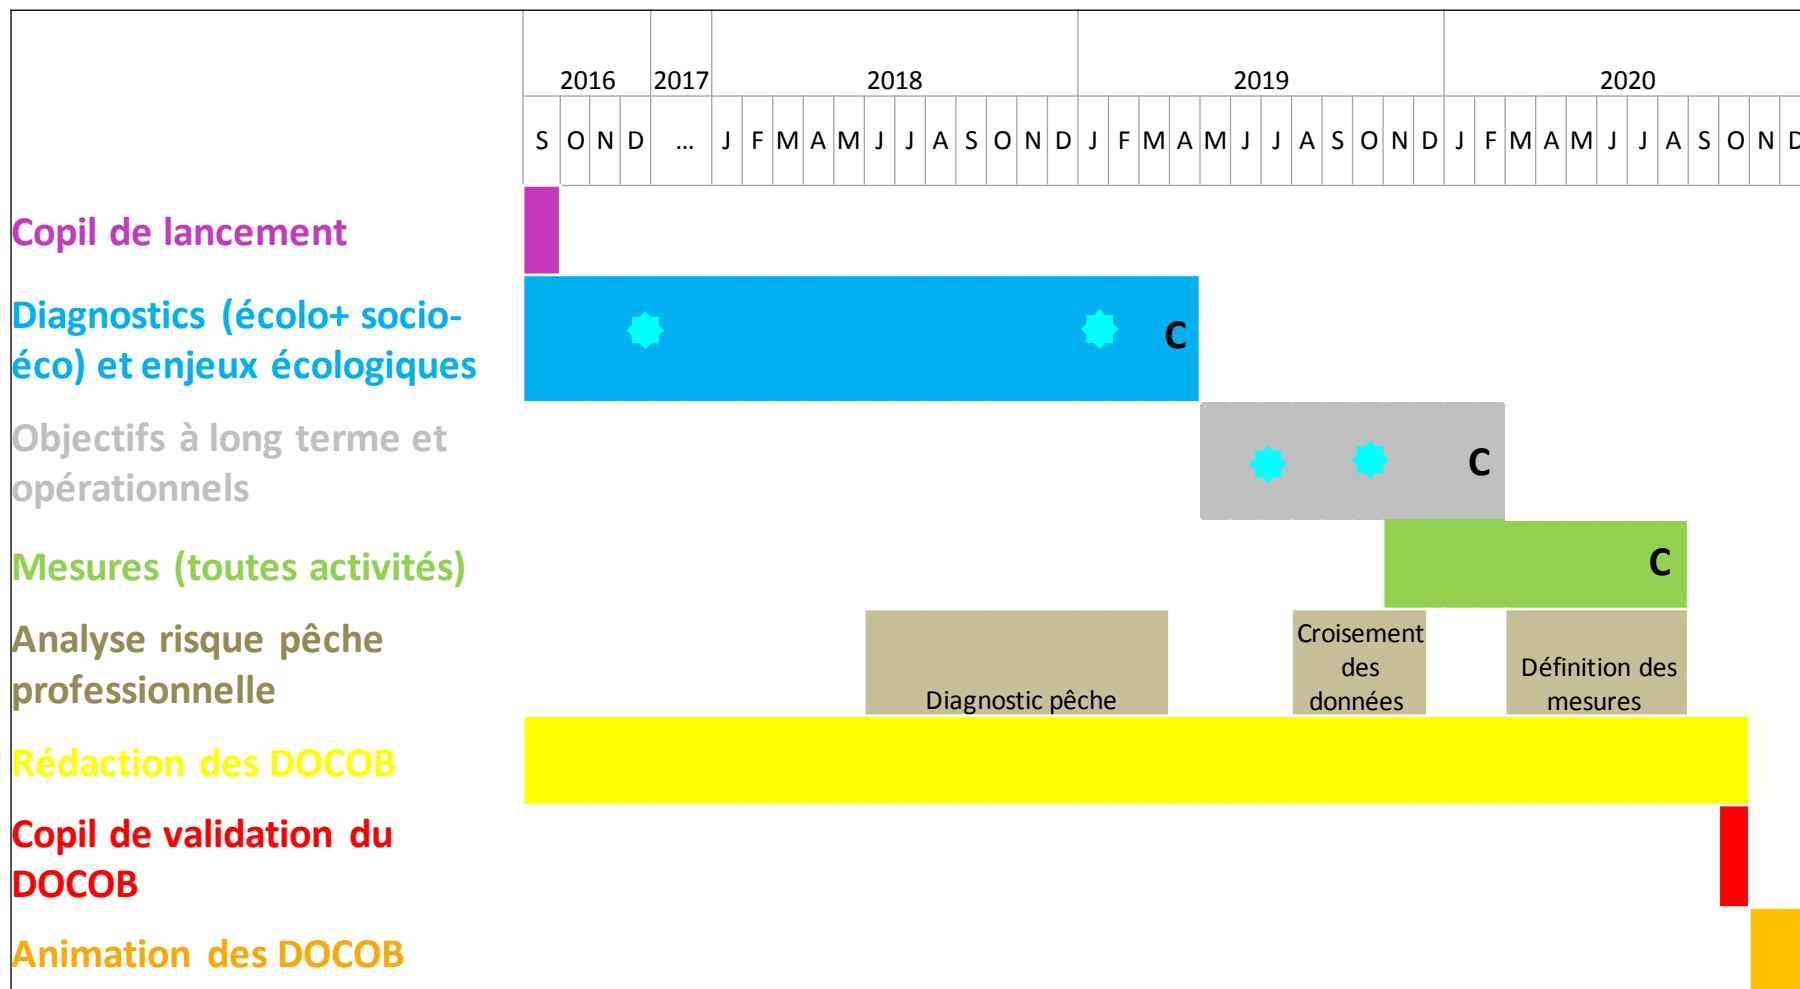 2016 2017 2018 2019 2020
S O N D ... J F M A M J J A S O N D J F M A M J J A S O N D J F M A M J J A S O N D
Copil de lancement
Diagnostics (écolo+ socio-
éco) et enjeux écologiques
C
Objectifs à long terme et
opérationnels
C
Mesures (toutes activités)
C
Analyse risque pêche
professionnelle
Diagnostic pêche
Croisement
des
données
Définition des
mesures
Rédaction des DOCOB
Copil de validation du
DOCOB
Animation des DOCOB